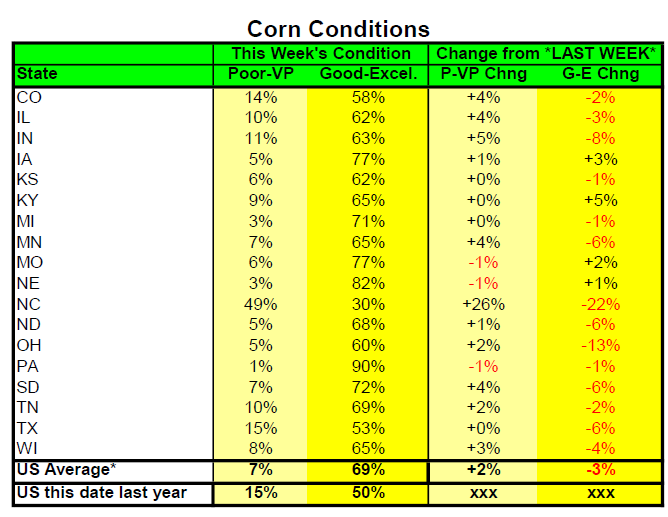 Corn Conditions
This Week's Condition Change from *LAST WEEK*
State Poor-VP Good-Excel. P-VP Chng G-E Chng
CO 14% 58% +4% -2%
IL 10% 62% +4% -3%
IN 11% 63% +5% -8%
IA 5% 77% +1% +3%
KS 6% 62% +0% -1%
KY 9% 65% +0% +5%
MI 3% 71% +0% -1%
MN 7% 65% +4% -6%
MO 6% 77% -1% +2%
NE 3% 82% -1% +1%
NC 49% 30% +26% -22%
ND 5% 68% +1% -6%
OH 5% 60% +2% -13%
PA 1% 90% -1% -1%
SD 7% 72% +4% -6%
TN 10% 69% +2% -2%
TX 15% 53% +0% -6%
WI 8% 65% +3% -4%
US Average* 7% 69% +2% -3%
US this date last year 15% 50% xxx xxx